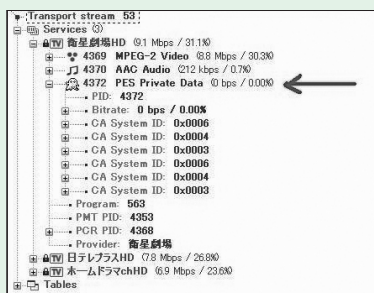 Transport stream 53:
Services (3)
TV 衛星劇場HD (9.1 Mbps / 31.1%)
4369 MPEG-2 Video (8.8 Mbps / 30.3%)
4370 AAC Audio (212 kbps / 0.7%)
4372 PES Private Data (0 bps / 0.00%)
PID: 4372
Bitrate: 0 bps / 0.00%
CA System ID: 0x0006
CA System ID: 0x0004
CA System ID: 0x0003
CA System ID: 0x0006
CA System ID: 0x0004
CA System ID: 0x0003
Program: 563
PMT PID: 4353
PCR PID: 4368
Provider: 衛星劇場
TV 日テレプラスHD (7.8 Mbps / 26.8%)
TV ホームドラマchHD (6.9 Mbps / 23.6%)
Tables